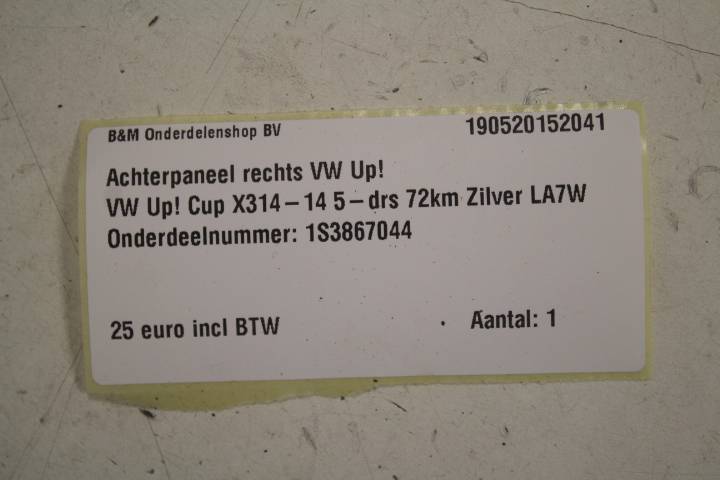 B&M Onderdelenshop BV 190520152041
Achterpaneel rechts VW Up!
VW Up! Cup X314-14 5-drs 72km Zilver LA7W
Onderdeelnummer: 1S3867044
25 euro incl BTW Aantal: 1